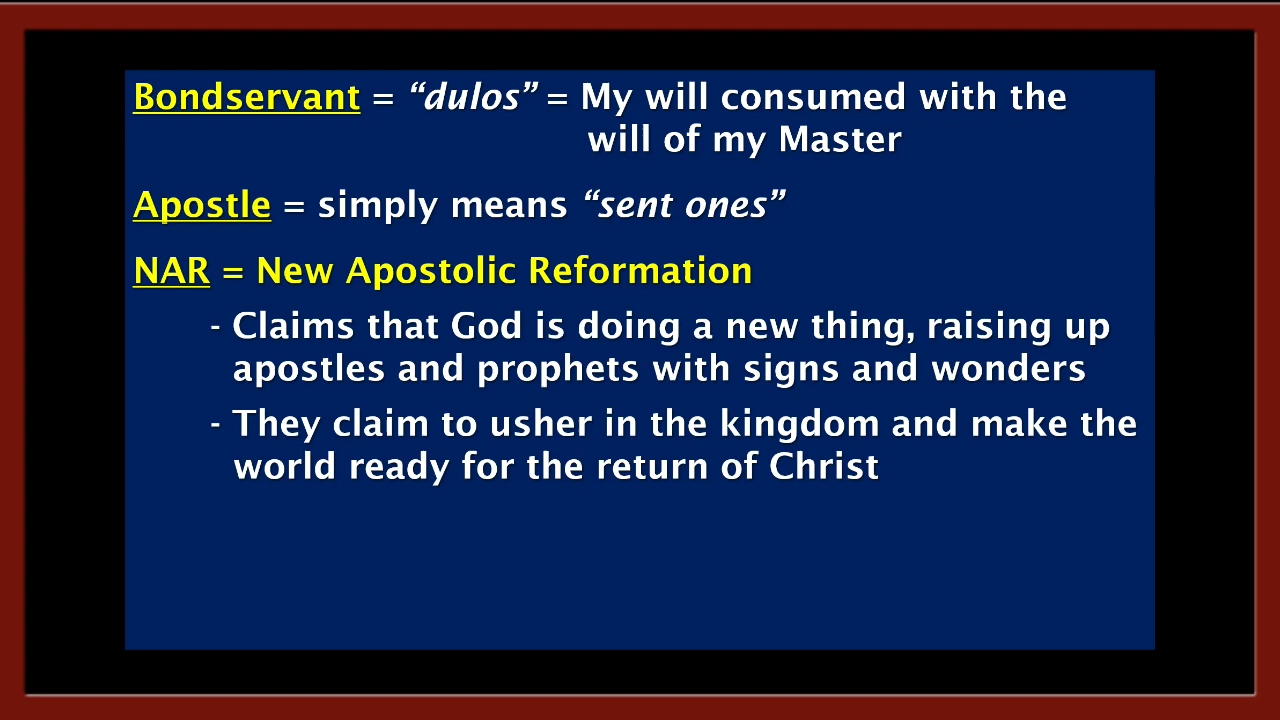 Bondservant = “dulos” = My will consumed with the
will of my Master
Apostle = simply means “sent ones”
NAR = New Apostolic Reformation
- Claims that God is doing a new thing, raising up
apostles and prophets with signs and wonders
- They claim to usher in the kingdom and make the
world ready for the return of Christ